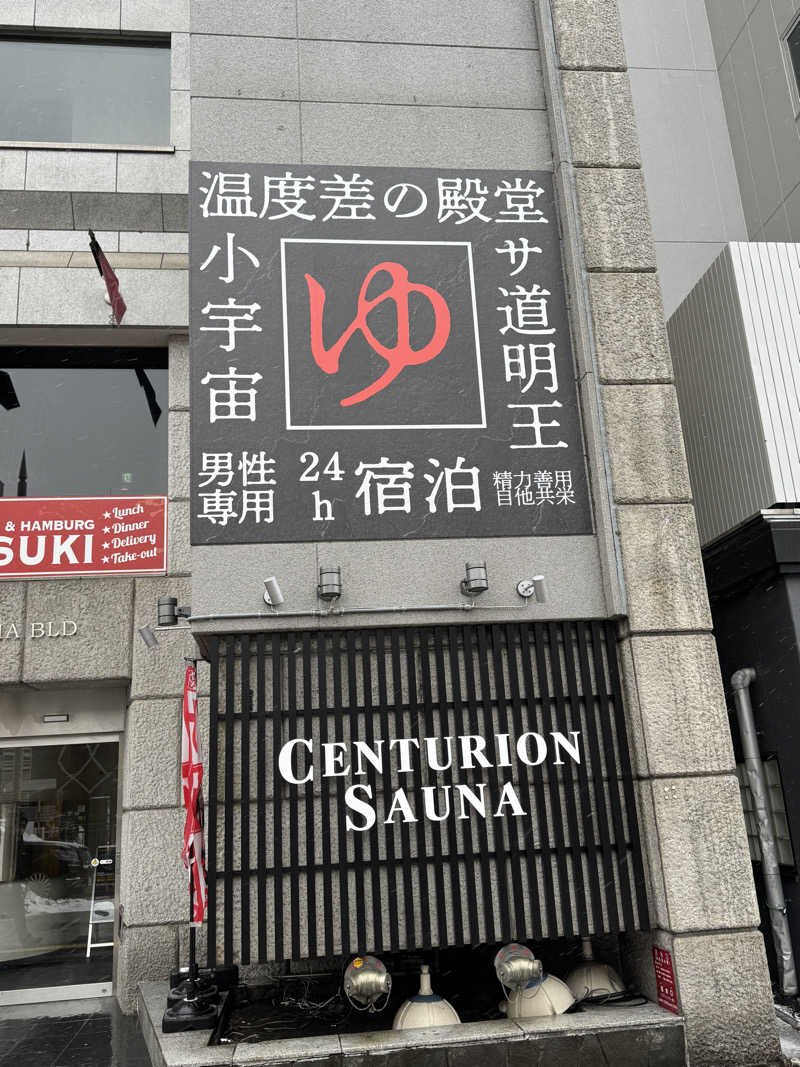 温度差の殿堂
小宇宙
ゆ
サ道明王
男性
専用
24
h
宿泊
精力善用
自他共栄
& HAMBURG
SUKI
★Lunch
★Dinner
★Delivery
★Take-out
A BLD
CENTURION
SAUNA